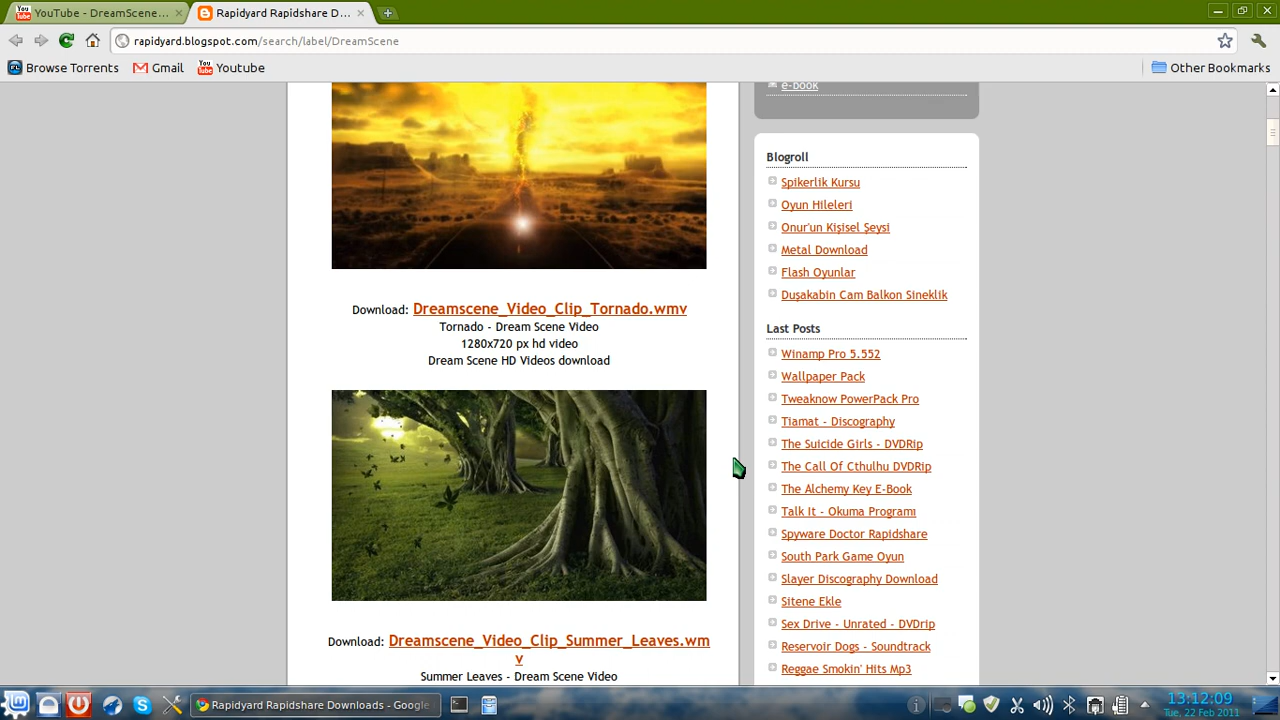 YouTube - DreamScene...
Rapidyard Rapidshare D...
rapidyard.blogspot.com/search/label/DreamScene
Browse Torrents
Gmail
Youtube
Other Bookmarks
Download: Dreamscene_Video_Clip_Tornado.wmv
Tornado - Dream Scene Video
1280x720 px hd video
Dream Scene HD Videos download
Download: Dreamscene_Video_Clip_Summer_Leaves.wm
v
Summer Leaves - Dream Scene Video
e-book
Blogroll
Spikerlik Kursu
Oyun Hileleri
Onur'un Kişisel Şeysi
Metal Download
Flash Oyunlar
Duşakabin Cam Balkon Sineklik
Last Posts
Winamp Pro 5.552
Wallpaper Pack
Tweaknow PowerPack Pro
Tiamat - Discography
The Suicide Girls - DVDRip
The Call Of Cthulhu DVDRip
The Alchemy Key E-Book
Talk It - Okuma Programı
Spyware Doctor Rapidshare
South Park Game Oyun
Slayer Discography Download
Sitene Ekle
Sex Drive - Unrated - DVDrip
Reservoir Dogs - Soundtrack
Reggae Smokin' Hits Mp3
Rapidyard Rapidshare Downloads - Google
13:12:09
Tue, 22 Feb 2011